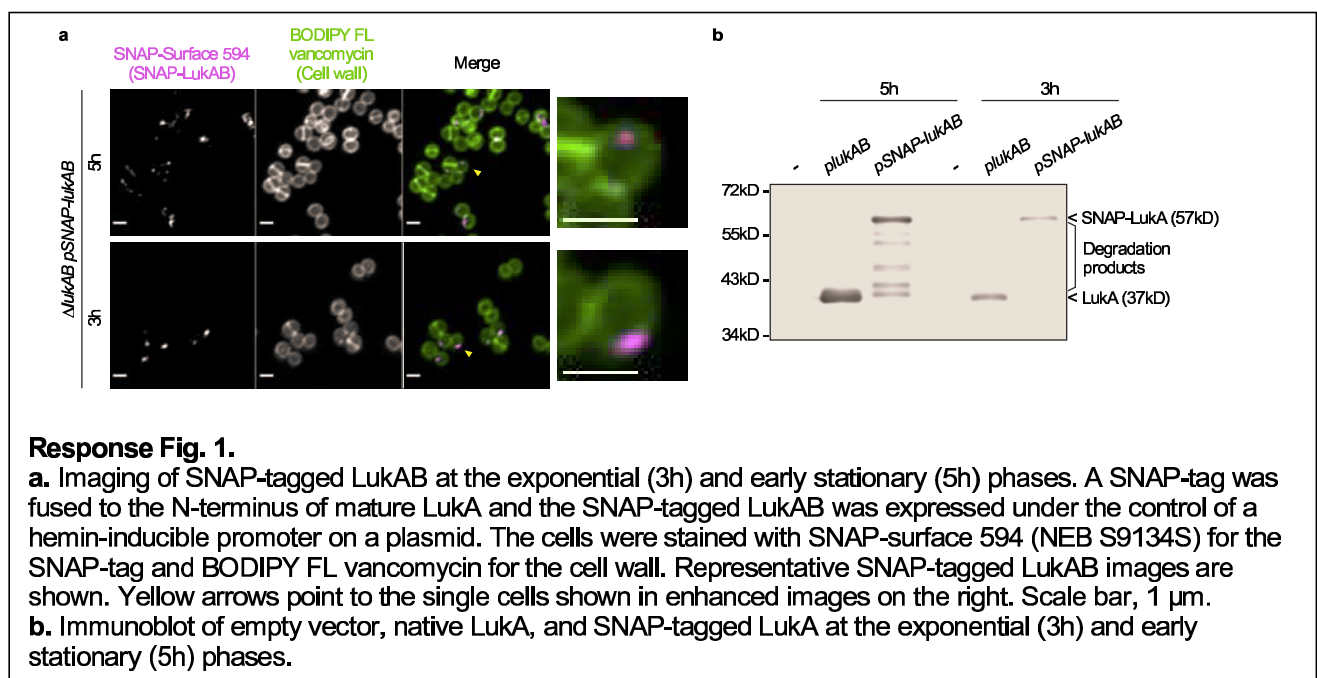 a
SNAP-Surface 594
(SNAP-LukAB)
BODIPY FL
vancomycin
(Cell wall)
Merge
ΔlukAB pSNAP-lukAB
5h
3h
b
5h
3h
-
plukAB
pSNAP-lukAB
-
plukAB
pSNAP-lukAB
72kD
55kD
43kD
34kD
< SNAP-LukA (57kD)
Degradation
products
< LukA (37kD)
Response Fig. 1.
a. Imaging of SNAP-tagged LukAB at the exponential (3h) and early stationary (5h) phases. A SNAP-tag was
fused to the N-terminus of mature LukA and the SNAP-tagged LukAB was expressed under the control of a
hemin-inducible promoter on a plasmid. The cells were stained with SNAP-surface 594 (NEB S9134S) for the
SNAP-tag and BODIPY FL vancomycin for the cell wall. Representative SNAP-tagged LukAB images are
shown. Yellow arrows point to the single cells shown in enhanced images on the right. Scale bar, 1 μm.
b. Immunoblot of empty vector, native LukA, and SNAP-tagged LukA at the exponential (3h) and early
stationary (5h) phases.